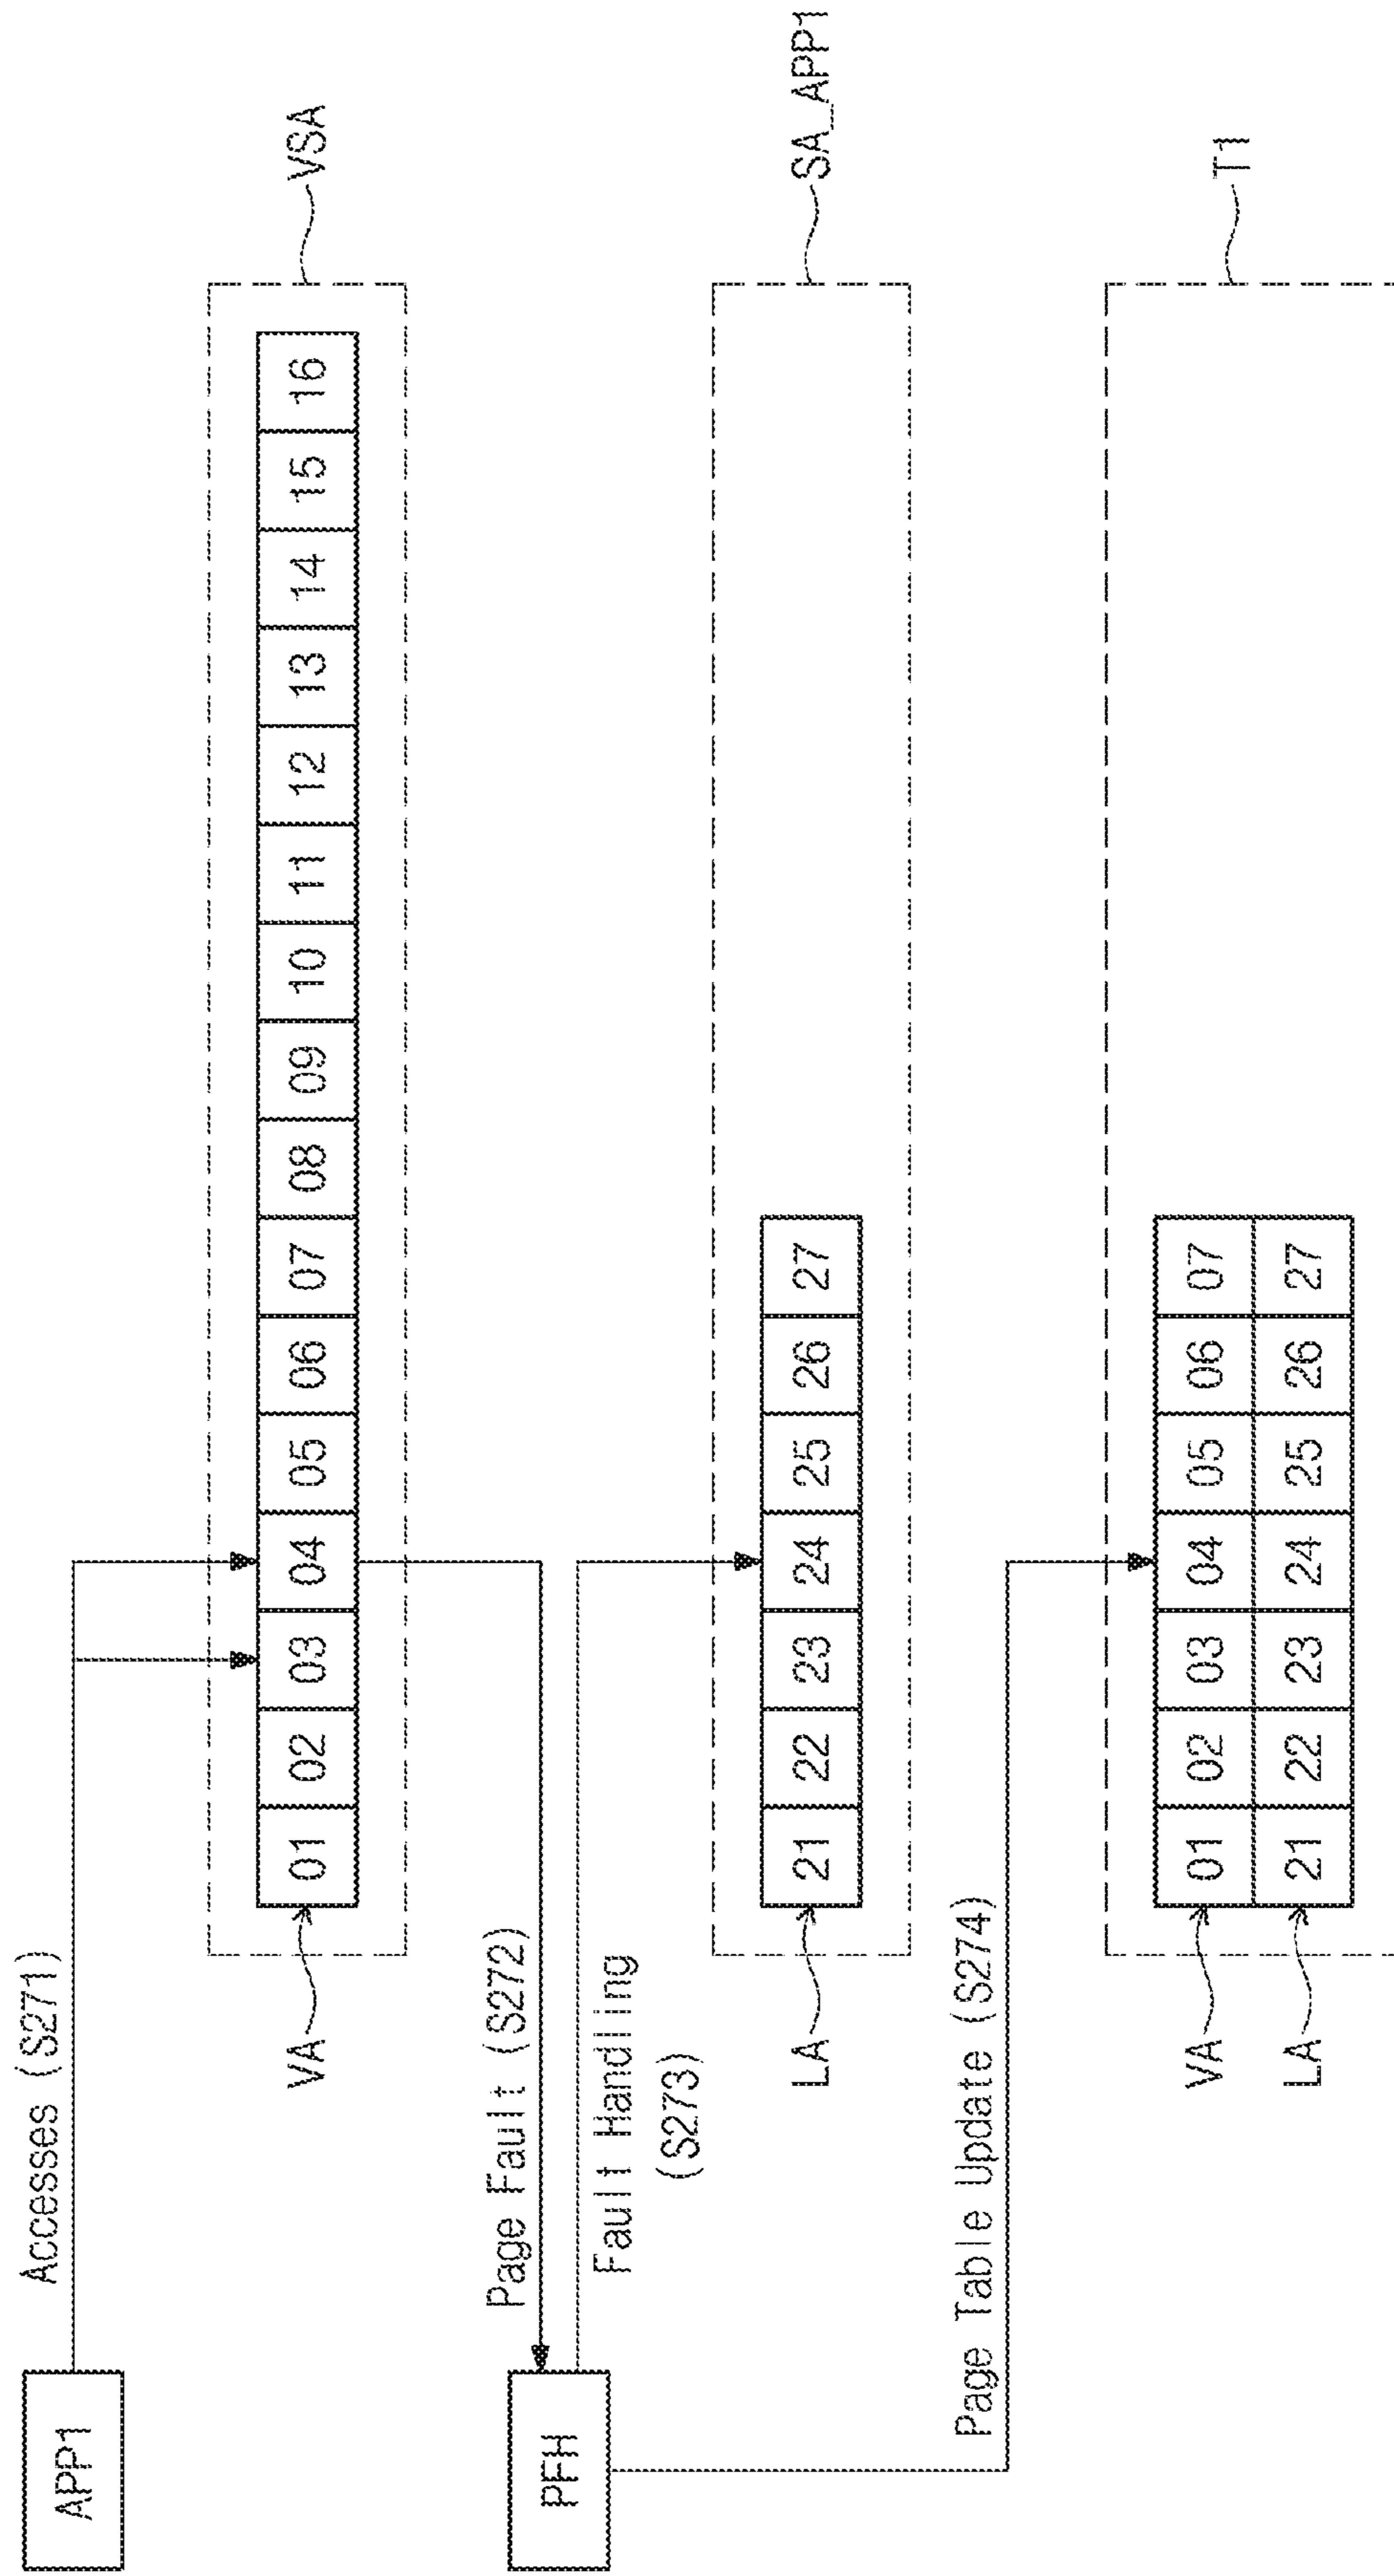 APP1
Accesses (S271)
VSA
VA
01 02 03 04 05 06 07 08 09 10 11 12 13 14 15 16
PFH
Page Fault (S272)
Fault Handling
(S273)
SA_APP1
LA
21 22 23 24 25 26 27
Page Table Update (S274)
T1
VA
01 02 03 04 05 06 07
LA
21 22 23 24 25 26 27